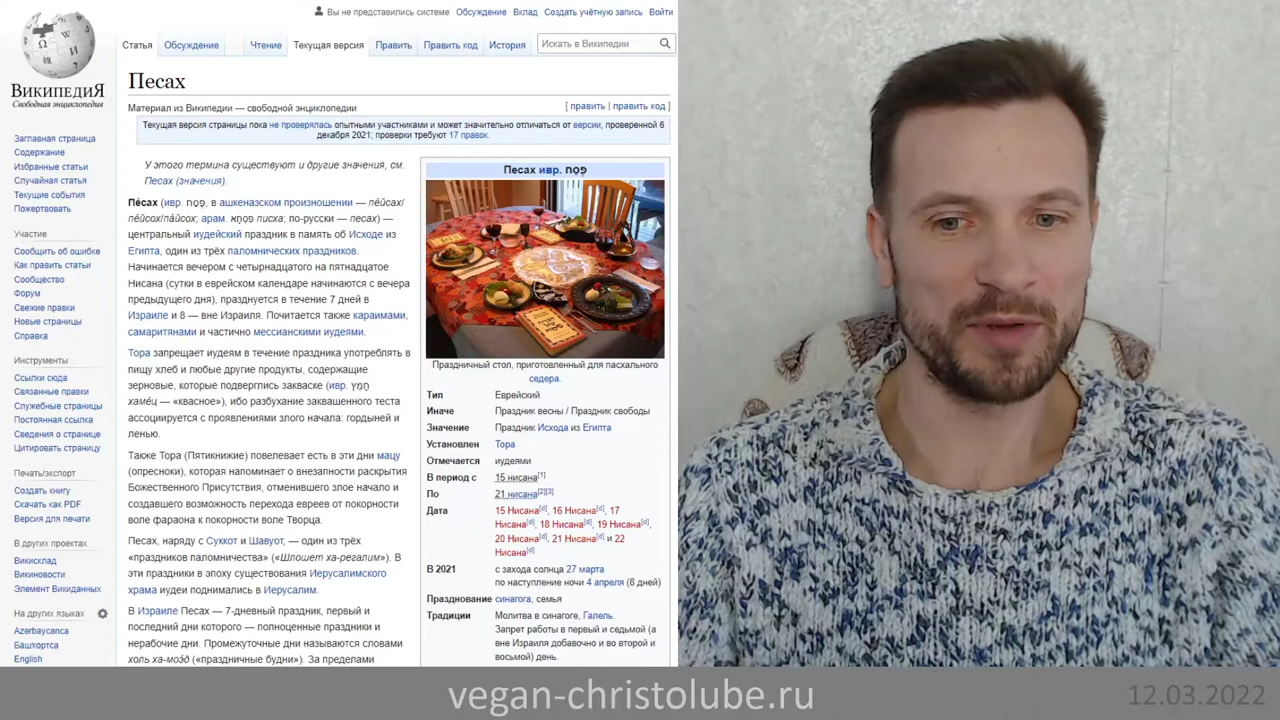 Вы не представились системе Обсуждение Вклад Создать учётную запись Войти
Статья Обсуждение Чтение Текущая версия Править Править код История Искать в Википедии
ВикипедиЯ
Свободная энциклопедия
Заглавная страница
Содержание
Избранные статьи
Случайная статья
Текущие события
Пожертвовать
Участие
Сообщить об ошибке
Как править статьи
Сообщество
Форум
Свежие правки
Новые страницы
Справка
Инструменты
Ссылки сюда
Связанные правки
Служебные страницы
Постоянная ссылка
Сведения о странице
Цитировать страницу
Печать/экспорт
Создать книгу
Скачать как PDF
Версия для печати
В других проектах
Викисклад
Викиновости
Элемент Викиданных
На других языках
Azərbaycanca
Башҡортса
English
Песах
Материал из Википедии — свободной энциклопедии
[ править | править код ]
Текущая версия страницы пока не проверялась опытными участниками и может значительно отличаться от версии, проверенной 6
декабря 2021; проверки требуют 17 правок.
У этого термина существуют и другие значения, см.
Песах (значения).
Пе́сах (ивр. פֶּסַח, в ашкеназском произношении — пе́йсах/
пе́йсох/па́йсох; арам. פסחא писха; по-русски — песах) —
центральный иудейский праздник в память об Исходе из
Египта, один из трёх паломнических праздников.
Начинается вечером с четырнадцатого на пятнадцатое
Нисана (сутки в еврейском календаре начинаются с вечера
предыдущего дня), празднуется в течение 7 дней в
Израиле и 8 — вне Израиля. Почитается также караимами,
самаритянами и частично мессианскими иудеями.
Тора запрещает иудеям в течение праздника употреблять в
пищу хлеб и любые другие продукты, содержащие
зерновые, которые подверглись закваске (ивр. חָמֵץ
хаме́ц — «квасное»), ибо разбухание заквашенного теста
ассоциируется с проявлениями злого начала: гордыней и
ленью.
Также Тора (Пятикнижие) повелевает есть в эти дни мацу
(опресноки), которая напоминает о внезапности раскрытия
Божественного Присутствия, отменившего злое начало и
создавшего возможность перехода евреев от покорности
воле фараона к покорности воле Творца.
Песах, наряду с Суккот и Шавуот, — один из трёх
«праздников паломничества» («Шлошет ха-регалим»). В
эти праздники в эпоху существования Иерусалимского
храма иудеи поднимались в Иерусалим.
В Израиле Песах — 7-дневный праздник, первый и
последний дни которого — полноценные праздники и
нерабочие дни. Промежуточные дни называются словами
холь ха-мое́д («праздничные будни»). За пределами
Песах ивр. פֶּסַח
Праздничный стол, приготовленный для пасхального
седера.
Тип Еврейский
Иначе Праздник весны / Праздник свободы
Значение Праздник Исхода из Египта
Установлен Тора
Отмечается иудеями
В период с 15 нисана[1]
По 21 нисана[2][3]
Дата 15 Нисана[d], 16 Нисана[d], 17
Нисана[d], 18 Нисана[d], 19 Нисана[d],
20 Нисана[d], 21 Нисана[d] и 22
Нисана[d]
В 2021 с захода солнца 27 марта
по наступление ночи 4 апреля (8 дней)
Празднование синагога, семья
Традиции Молитва в синагоге, Галель.
Запрет работы в первый и седьмой (а
вне Израиля добавочно и во второй и
восьмой) день.
vegan-christolube.ru
12.03.2022